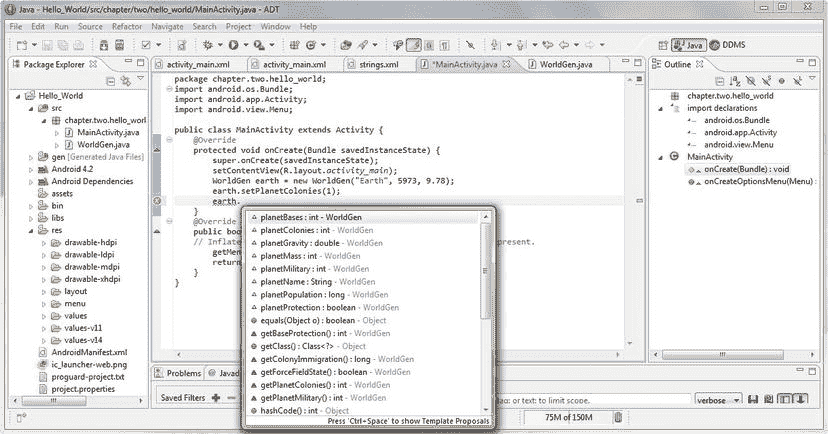 Java - Hello_World/src/chapter/two/hello_world/MainActivity.java - ADT
File Edit Run Source Refactor Navigate Search Project Window Help
Java DDMS
Package Explorer
Hello_World
src
chapter.two.hello_world
MainActivity.java
WorldGen.java
gen [Generated Java Files]
Android 4.2
Android Dependencies
assets
bin
libs
res
drawable-hdpi
drawable-ldpi
drawable-mdpi
drawable-xhdpi
layout
menu
values
values-v11
values-v14
AndroidManifest.xml
ic_launcher-web.png
proguard-project.txt
project.properties
activity_main.xml activity_main.xml strings.xml *MainActivity.java WorldGen.java
package chapter.two.hello_world;
import android.os.Bundle;
import android.app.Activity;
import android.view.Menu;
public class MainActivity extends Activity {
@Override
protected void onCreate(Bundle savedInstanceState) {
super.onCreate(savedInstanceState);
setContentView(R.layout.activity_main);
WorldGen earth = new WorldGen("Earth", 5973, 9.78);
earth.setPlanetColonies(1);
earth.
}
@Override
public boo
// Inflat present.
getMen
return
}
}
planetBases : int - WorldGen
planetColonies : int - WorldGen
planetGravity : double - WorldGen
planetMass : int - WorldGen
planetMilitary : int - WorldGen
planetName : String - WorldGen
planetPopulation : long - WorldGen
planetProtection : boolean - WorldGen
equals(Object o) : boolean - Object
getBaseProtection() : int - WorldGen
getClass() : Class<?> - Object
getColonyImmigration() : long - WorldGen
getForceFieldState() : boolean - WorldGen
getPlanetColonies() : int - WorldGen
getPlanetMilitary() : int - WorldGen
hashCode() : int - Object
Press 'Ctrl+Space' to show Template Proposals
Outline
chapter.two.hello_world
import declarations
android.os.Bundle
android.app.Activity
android.view.Menu
MainActivity
onCreate(Bundle) : void
onCreateOptionsMenu(Menu) :
Problems Javad
Saved Filters
or text: to limit scope. verbose
75M of 150M